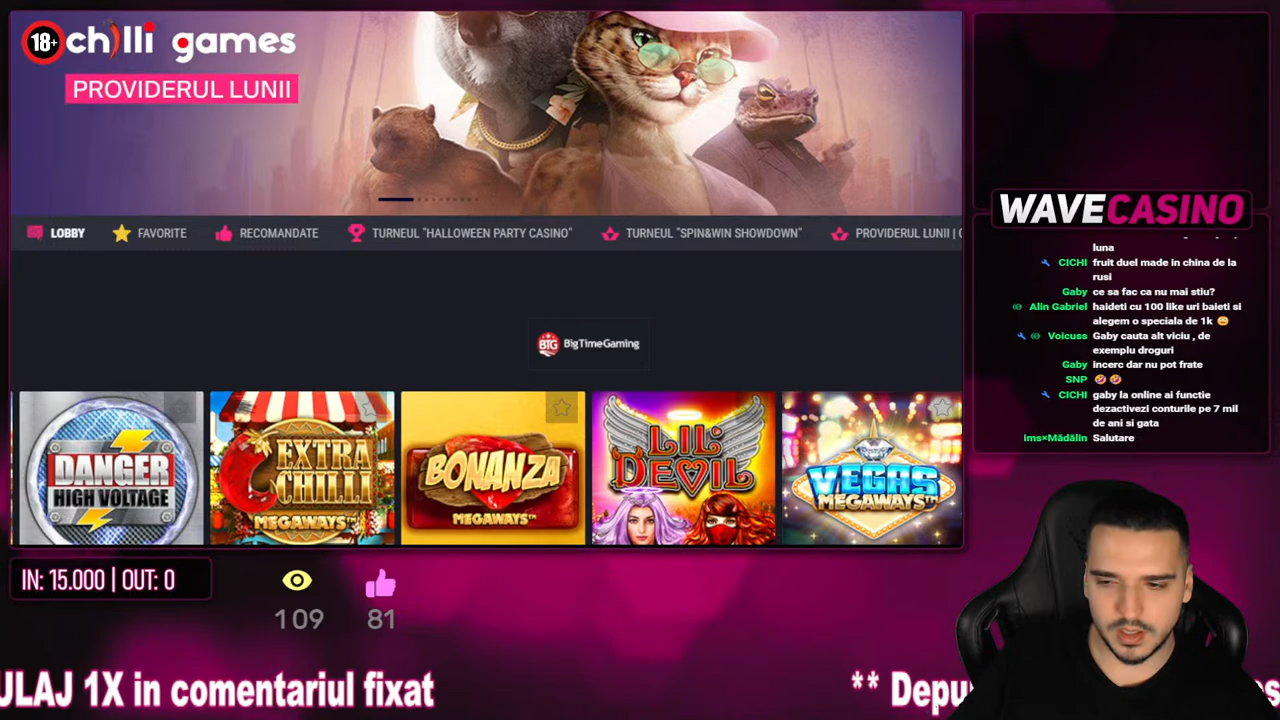 18+ chilli games
PROVIDERUL LUNII
LOBBY
FAVORITE
RECOMANDATE
TURNEUL "HALLOWEEN PARTY CASINO"
TURNEUL "SPIN&WIN SHOWDOWN"
PROVIDERUL LUNII |
BTG BigTimeGaming
DANGER
HIGH VOLTAGE
EXTRA
CHILLI
MEGAWAYS™
BONANZA
MEGAWAYS™
LIL'
DEVIL
VEGAS
MEGAWAYS™
WAVECASINO
luna
CICHI fruit duel made in china de la
rusi
Gaby ce sa fac ca nu mai stiu?
Alin Gabriel haideti cu 100 like uri baieti si
alegem o speciala de 1k 😄
Voicuss Gaby cauta alt viciu , de
exemplu droguri
Gaby incerc dar nu pot frate
SNP 🤣🤣
CICHI gaby la online ai functie
dezactivezi conturile pe 7 mil
de ani si gata
ims×Mădălin Salutare
IN: 15.000 | OUT: 0
109
81
ULAJ 1X in comentariul fixat
** Depu